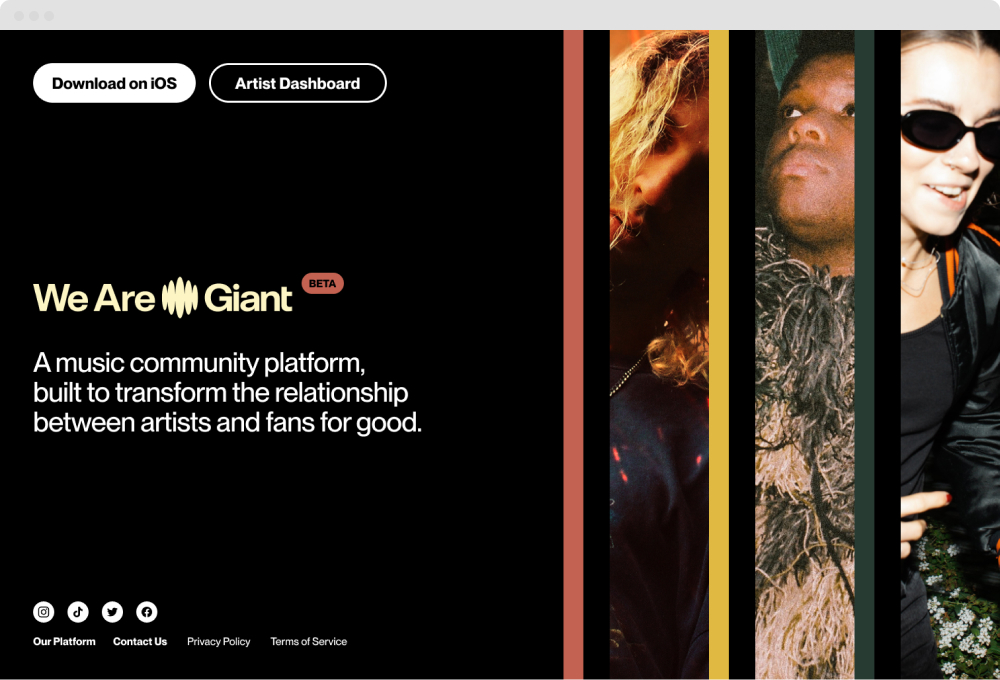 Download on iOS
Artist Dashboard
We Are Giant BETA
A music community platform,
built to transform the relationship
between artists and fans for good.
Our Platform Contact Us Privacy Policy Terms of Service